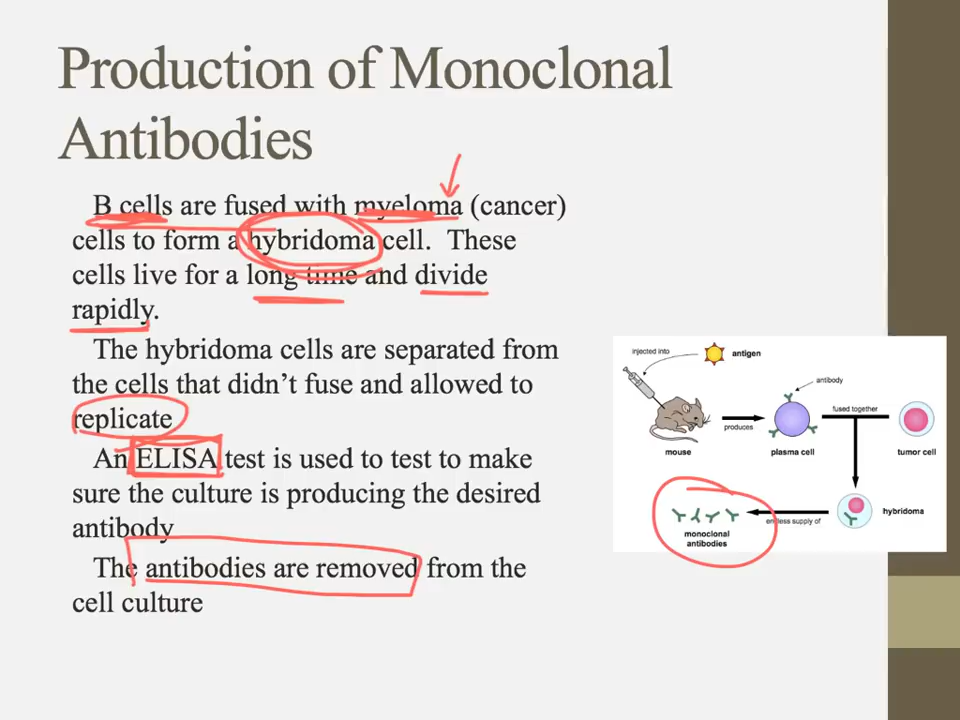 Production of Monoclonal
Antibodies
B cells are fused with myeloma (cancer)
cells to form a hybridoma cell.  These
cells live for a long time and divide
rapidly.
The hybridoma cells are separated from
the cells that didn't fuse and allowed to
replicate
An ELISA test is used to test to make
sure the culture is producing the desired
antibody
The antibodies are removed from the
cell culture
injected into
antigen
antibody
fused together
produces
mouse
plasma cell
tumor cell
hybridoma
endless supply of
monoclonal
antibodies